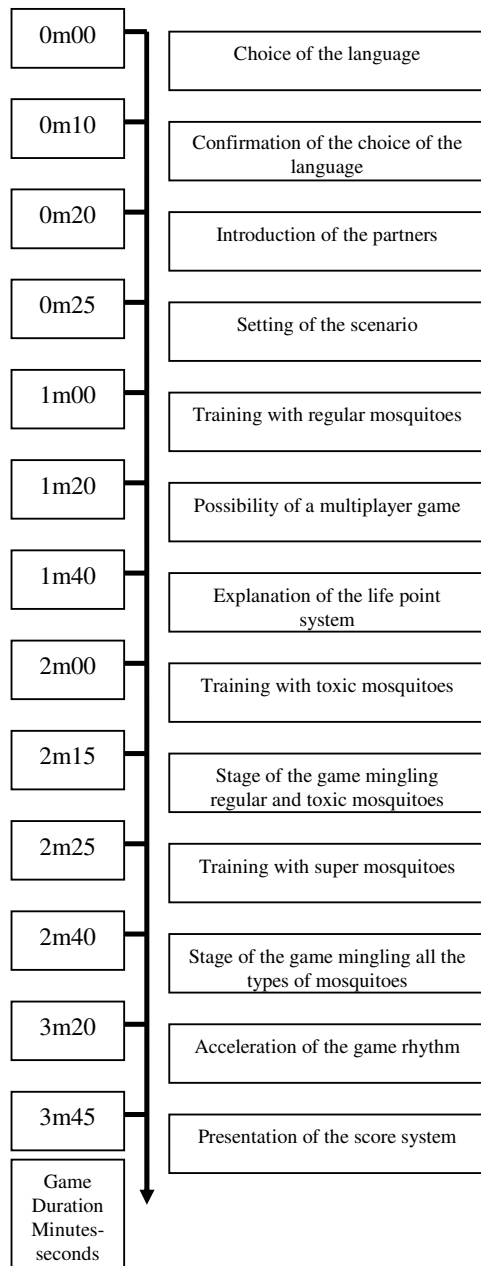 0m00
Choice of the language
0m10
Confirmation of the choice of the
language
0m20
Introduction of the partners
0m25
Setting of the scenario
1m00
Training with regular mosquitoes
1m20
Possibility of a multiplayer game
1m40
Explanation of the life point
system
2m00
Training with toxic mosquitoes
2m15
Stage of the game mingling
regular and toxic mosquitoes
2m25
Training with super mosquitoes
2m40
Stage of the game mingling all the
types of mosquitoes
3m20
Acceleration of the game rhythm
3m45
Presentation of the score system
Game
Duration
Minutes-
seconds